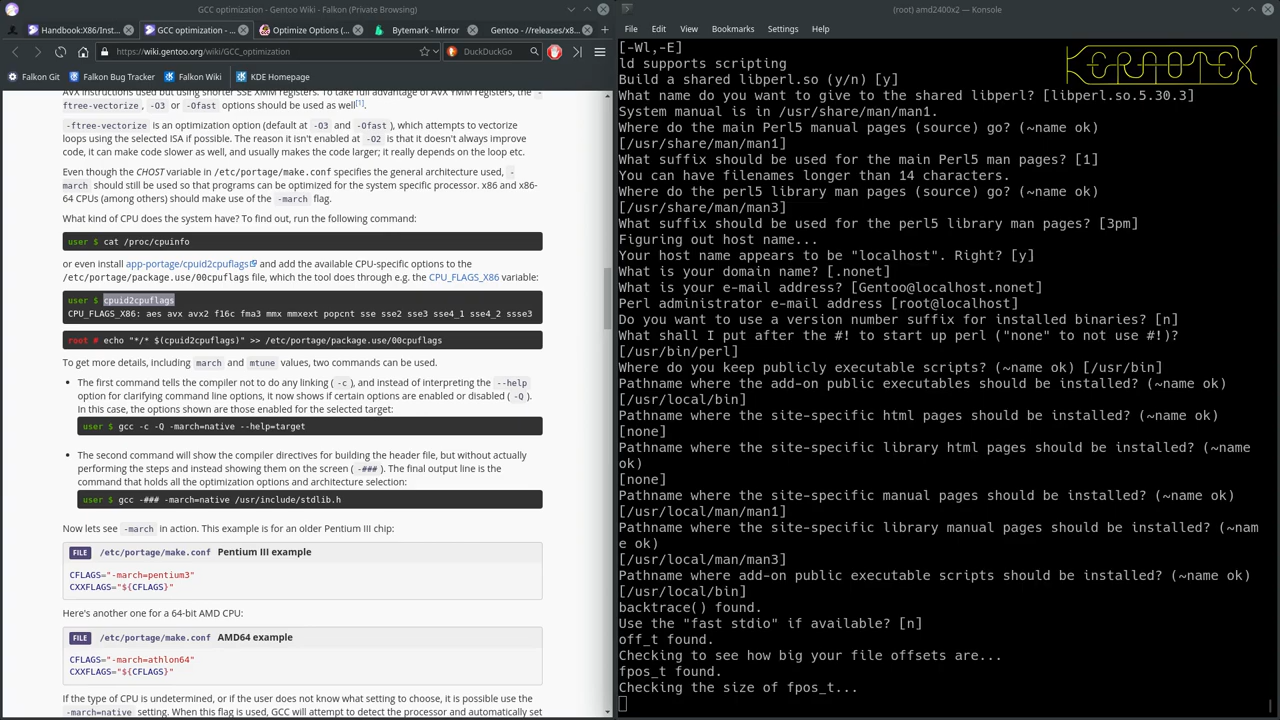 GCC optimization - Gentoo Wiki - Falkon (Private Browsing)
Handbook:X86/Inst
GCC optimization - G
Optimize Options (
Bytemark - Mirror
Gentoo - //releases/x8
https://wiki.gentoo.org/wiki/GCC_optimization
DuckDuckGo
Falkon Git
Falkon Bug Tracker
Falkon Wiki
KDE Homepage
AVX instructions used but using shorter SSE XMM registers. To take full advantage of AVX YMM registers, the -
ftree-vectorize, -O3 or -Ofast options should be used as well[1].
-ftree-vectorize is an optimization option (default at -O3 and -Ofast), which attempts to vectorize
loops using the selected ISA if possible. The reason it isn't enabled at -O2 is that it doesn't always improve
code, it can make code slower as well, and usually makes the code larger; it really depends on the loop etc.
Even though the CHOST variable in /etc/portage/make.conf specifies the general architecture used, -
march should still be used so that programs can be optimized for the system specific processor. x86 and x86-
64 CPUs (among others) should make use of the -march flag.
What kind of CPU does the system have? To find out, run the following command:
user $ cat /proc/cpuinfo
or even install app-portage/cpuid2cpuflags and add the available CPU-specific options to the
/etc/portage/package.use/00cpuflags file, which the tool does through e.g. the CPU_FLAGS_X86 variable:
user $ cpuid2cpuflags
CPU_FLAGS_X86: aes avx avx2 f16c fma3 mmx mmxext popcnt sse sse2 sse3 sse4_1 sse4_2 ssse3
root # echo "*/* $(cpuid2cpuflags)" >> /etc/portage/package.use/00cpuflags
To get more details, including march and mtune values, two commands can be used.
The first command tells the compiler not to do any linking (-c), and instead of interpreting the --help
option for clarifying command line options, it now shows if certain options are enabled or disabled (-Q).
In this case, the options shown are those enabled for the selected target:
user $ gcc -c -Q -march=native --help=target
The second command will show the compiler directives for building the header file, but without actually
performing the steps and instead showing them on the screen (-###). The final output line is the
command that holds all the optimization options and architecture selection:
user $ gcc -### -march=native /usr/include/stdlib.h
Now lets see -march in action. This example is for an older Pentium III chip:
FILE /etc/portage/make.conf Pentium III example
CFLAGS="-march=pentium3"
CXXFLAGS="${CFLAGS}"
Here's another one for a 64-bit AMD CPU:
FILE /etc/portage/make.conf AMD64 example
CFLAGS="-march=athlon64"
CXXFLAGS="${CFLAGS}"
If the type of CPU is undetermined, or if the user does not know what setting to choose, it is possible use the
-march=native setting. When this flag is used, GCC will attempt to detect the processor and automatically set
(root) amd2400x2 — Konsole
File Edit View Bookmarks Settings Help
KERNOTEX
[-Wl,-E]
ld supports scripting
Build a shared libperl.so (y/n) [y]
What name do you want to give to the shared libperl? [libperl.so.5.30.3]
System manual is in /usr/share/man/man1.
Where do the main Perl5 manual pages (source) go? (~name ok)
[/usr/share/man/man1]
What suffix should be used for the main Perl5 man pages? [1]
You can have filenames longer than 14 characters.
Where do the perl5 library man pages (source) go? (~name ok)
[/usr/share/man/man3]
What suffix should be used for the perl5 library man pages? [3pm]
Figuring out host name...
Your host name appears to be "localhost". Right? [y]
What is your domain name? [.nonet]
What is your e-mail address? [Gentoo@localhost.nonet]
Perl administrator e-mail address [root@localhost]
Do you want to use a version number suffix for installed binaries? [n]
What shall I put after the #! to start up perl ("none" to not use #!)?
[/usr/bin/perl]
Where do you keep publicly executable scripts? (~name ok) [/usr/bin]
Pathname where the add-on public executables should be installed? (~name ok)
[/usr/local/bin]
Pathname where the site-specific html pages should be installed? (~name ok)
[none]
Pathname where the site-specific library html pages should be installed? (~name
ok)
[none]
Pathname where the site-specific manual pages should be installed? (~name ok)
[/usr/local/man/man1]
Pathname where the site-specific library manual pages should be installed? (~nam
e ok)
[/usr/local/man/man3]
Pathname where add-on public executable scripts should be installed? (~name ok)
[/usr/local/bin]
backtrace() found.
Use the "fast stdio" if available? [n]
off_t found.
Checking to see how big your file offsets are...
fpos_t found.
Checking the size of fpos_t...